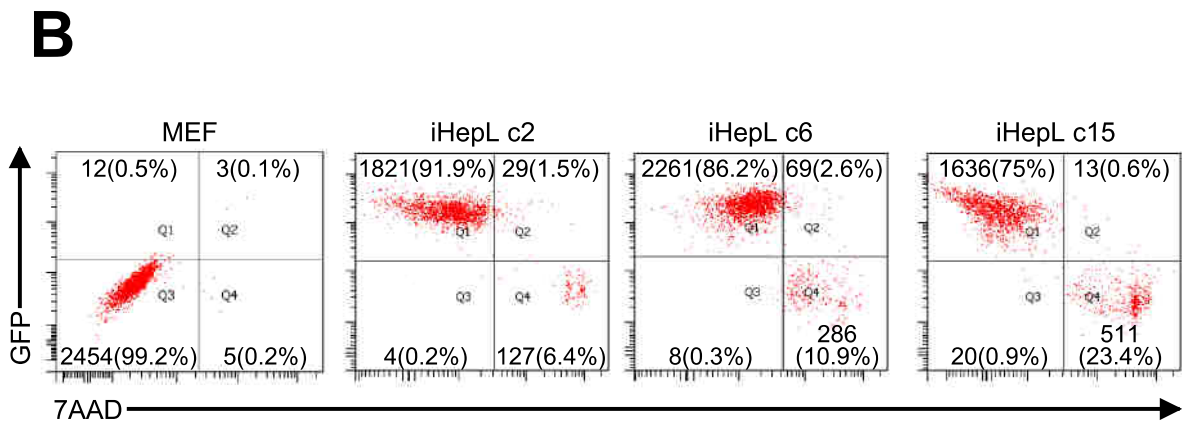 B
MEF
iHepL c2
iHepL c6
iHepL c15
12(0.5%) 3(0.1%)
Q1 Q2
Q3 Q4
2454(99.2%) 5(0.2%)
1821(91.9%) 29(1.5%)
Q1 Q2
Q3 Q4
4(0.2%) 127(6.4%)
2261(86.2%) 69(2.6%)
Q1 Q2
Q3 Q4
286
8(0.3%) (10.9%)
1636(75%) 13(0.6%)
Q1 Q2
Q3 Q4
511
20(0.9%) (23.4%)
GFP
7AAD